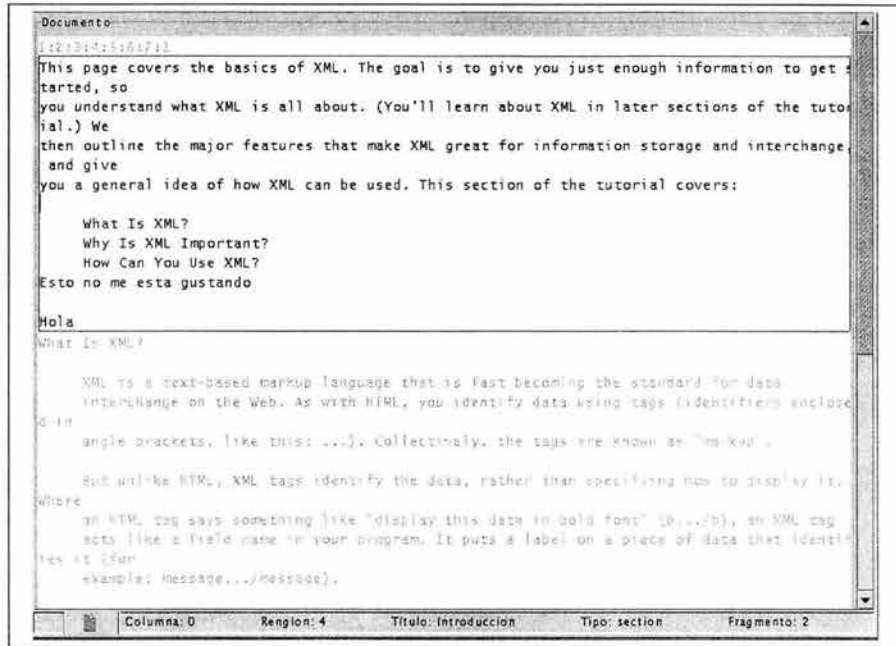 Documento
1:2:3:4:5:6:7:1
This page covers the basics of XML. The goal is to give you just enough information to get s
tarted, so
you understand what XML is all about. (You'll learn about XML in later sections of the tutor
ial.) We
then outline the major features that make XML great for information storage and interchange,
and give
you a general idea of how XML can be used. This section of the tutorial covers:
What Is XML?
Why Is XML Important?
How Can You Use XML?
Esto no me esta gustando
Hola
What Is XML?
XML is a text-based markup language that is fast becoming the standard for data
interchange on the Web. As with HTML, you identify data using tags (identifiers enclose
d in
angle brackets, like this: ...). Collectively, the tags are known as "markup".
But unlike HTML, XML tags identify the data, rather than specifying how to display it.
Where
an HTML tag says something like "display this data in bold font" (b.../b), an XML tag
acts like a field name in your program. It puts a label on a piece of data that identif
ies it (for
example: message.../message).
Columna: 0 Renglon: 4 Título: Introduccion Tipo: section Fragmento: 2